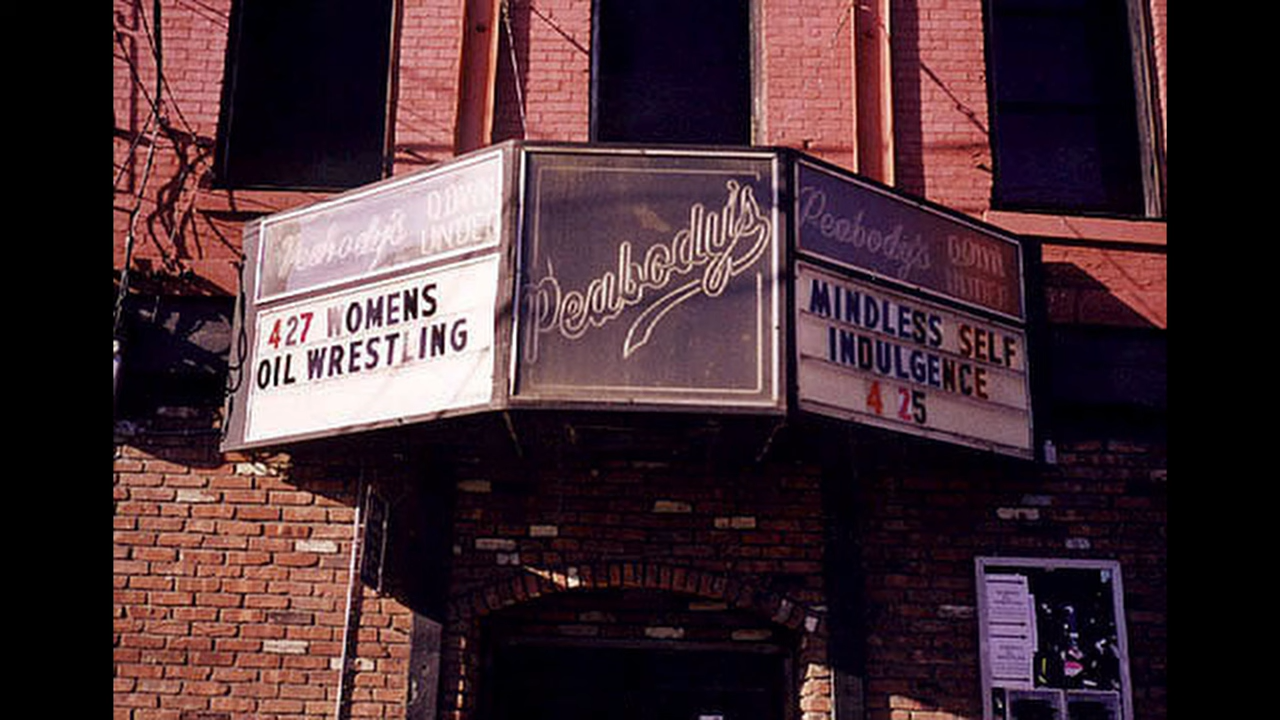 Peabody's DOWN
UNDER
427 WOMENS
OIL WRESTLING
Peabody's
Peabody's DOWN
UNDER
MINDLESS SELF
INDULGENCE
4 25